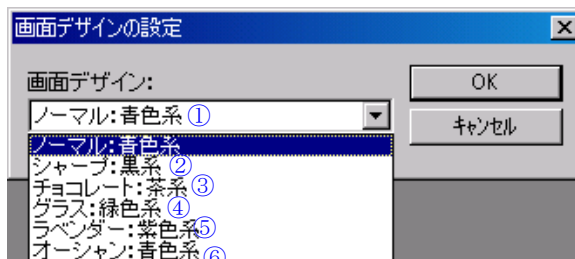 画面デザインの設定
画面デザイン:
OK
ノーマル:青色系 ①
キャンセル
ノーマル:青色系
シャープ:黒系 ②
チョコレート:茶系 ③
グラス:緑色系 ④
ラベンダー:紫色系 ⑤
オーシャン:青色系 ⑥